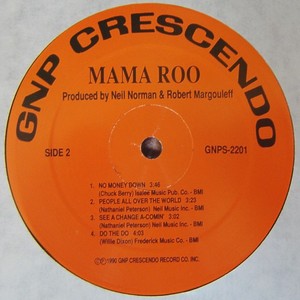 GNP CRESCENDO
MAMA ROO
Produced by Neil Norman & Robert Margouleff
SIDE 2
GNPS-2201
1. NO MONEY DOWN 3:46
(Chuck Berry) Isalee Music Pub. Co. - BMI
2. PEOPLE ALL OVER THE WORLD 3:23
(Nathaniel Peterson) Neil Music Inc. - BMI
3. SEE A CHANGE A-COMIN' 3:02
(Nathaniel Peterson) Neil Music Inc. - BMI
4. DO THE DO 4:03
(Willie Dixon) Frederick Music Co. - BMI
©℗1990 GNP CRESCENDO RECORD CO. INC.